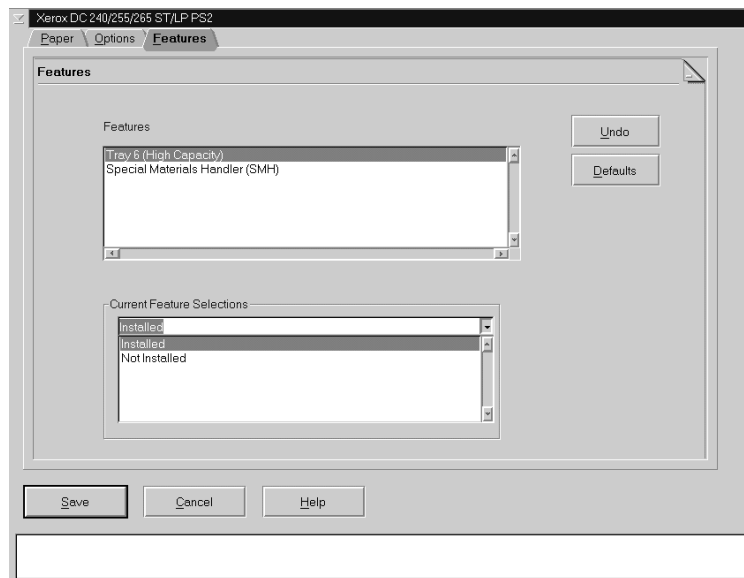 Xerox DC 240/255/265 ST/LP PS2
Paper Options Features
Features
Features
Undo
Tray 6 (High Capacity)
Special Materials Handler (SMH)
Defaults
Current Feature Selections
Installed
Installed
Not Installed
Save Cancel Help